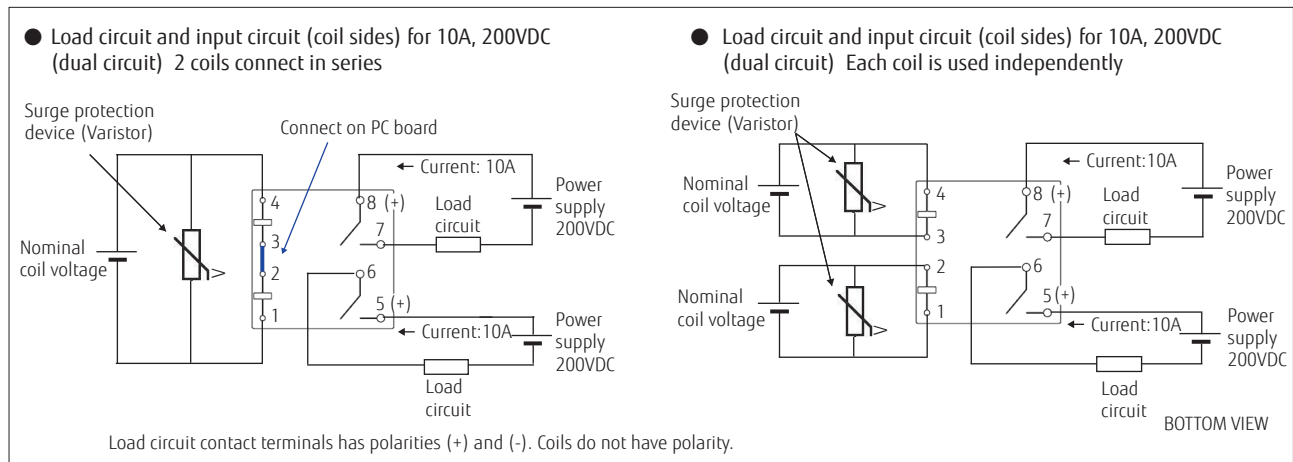 ● Load circuit and input circuit (coil sides) for 10A, 200VDC
(dual circuit) 2 coils connect in series
Surge protection
device (Varistor)
Connect on PC board
← Current: 10A
4
8 (+)
Load
circuit
Power
supply
200VDC
7
3
Nominal
coil voltage
V
2
6
5 (+)
1
← Current:10A
Power
supply
200VDC
Load
circuit
● Load circuit and input circuit (coil sides) for 10A, 200VDC
(dual circuit) Each coil is used independently
Surge protection
device (Varistor)
← Current:10A
Nominal
coil voltage
V
4
8 (+)
Load
circuit
Power
supply
200VDC
7
3
2
6
Nominal
coil voltage
V
5 (+)
1
← Current:10A
Power
supply
200VDC
Load
circuit
BOTTOM VIEW
Load circuit contact terminals has polarities (+) and (-). Coils do not have polarity.